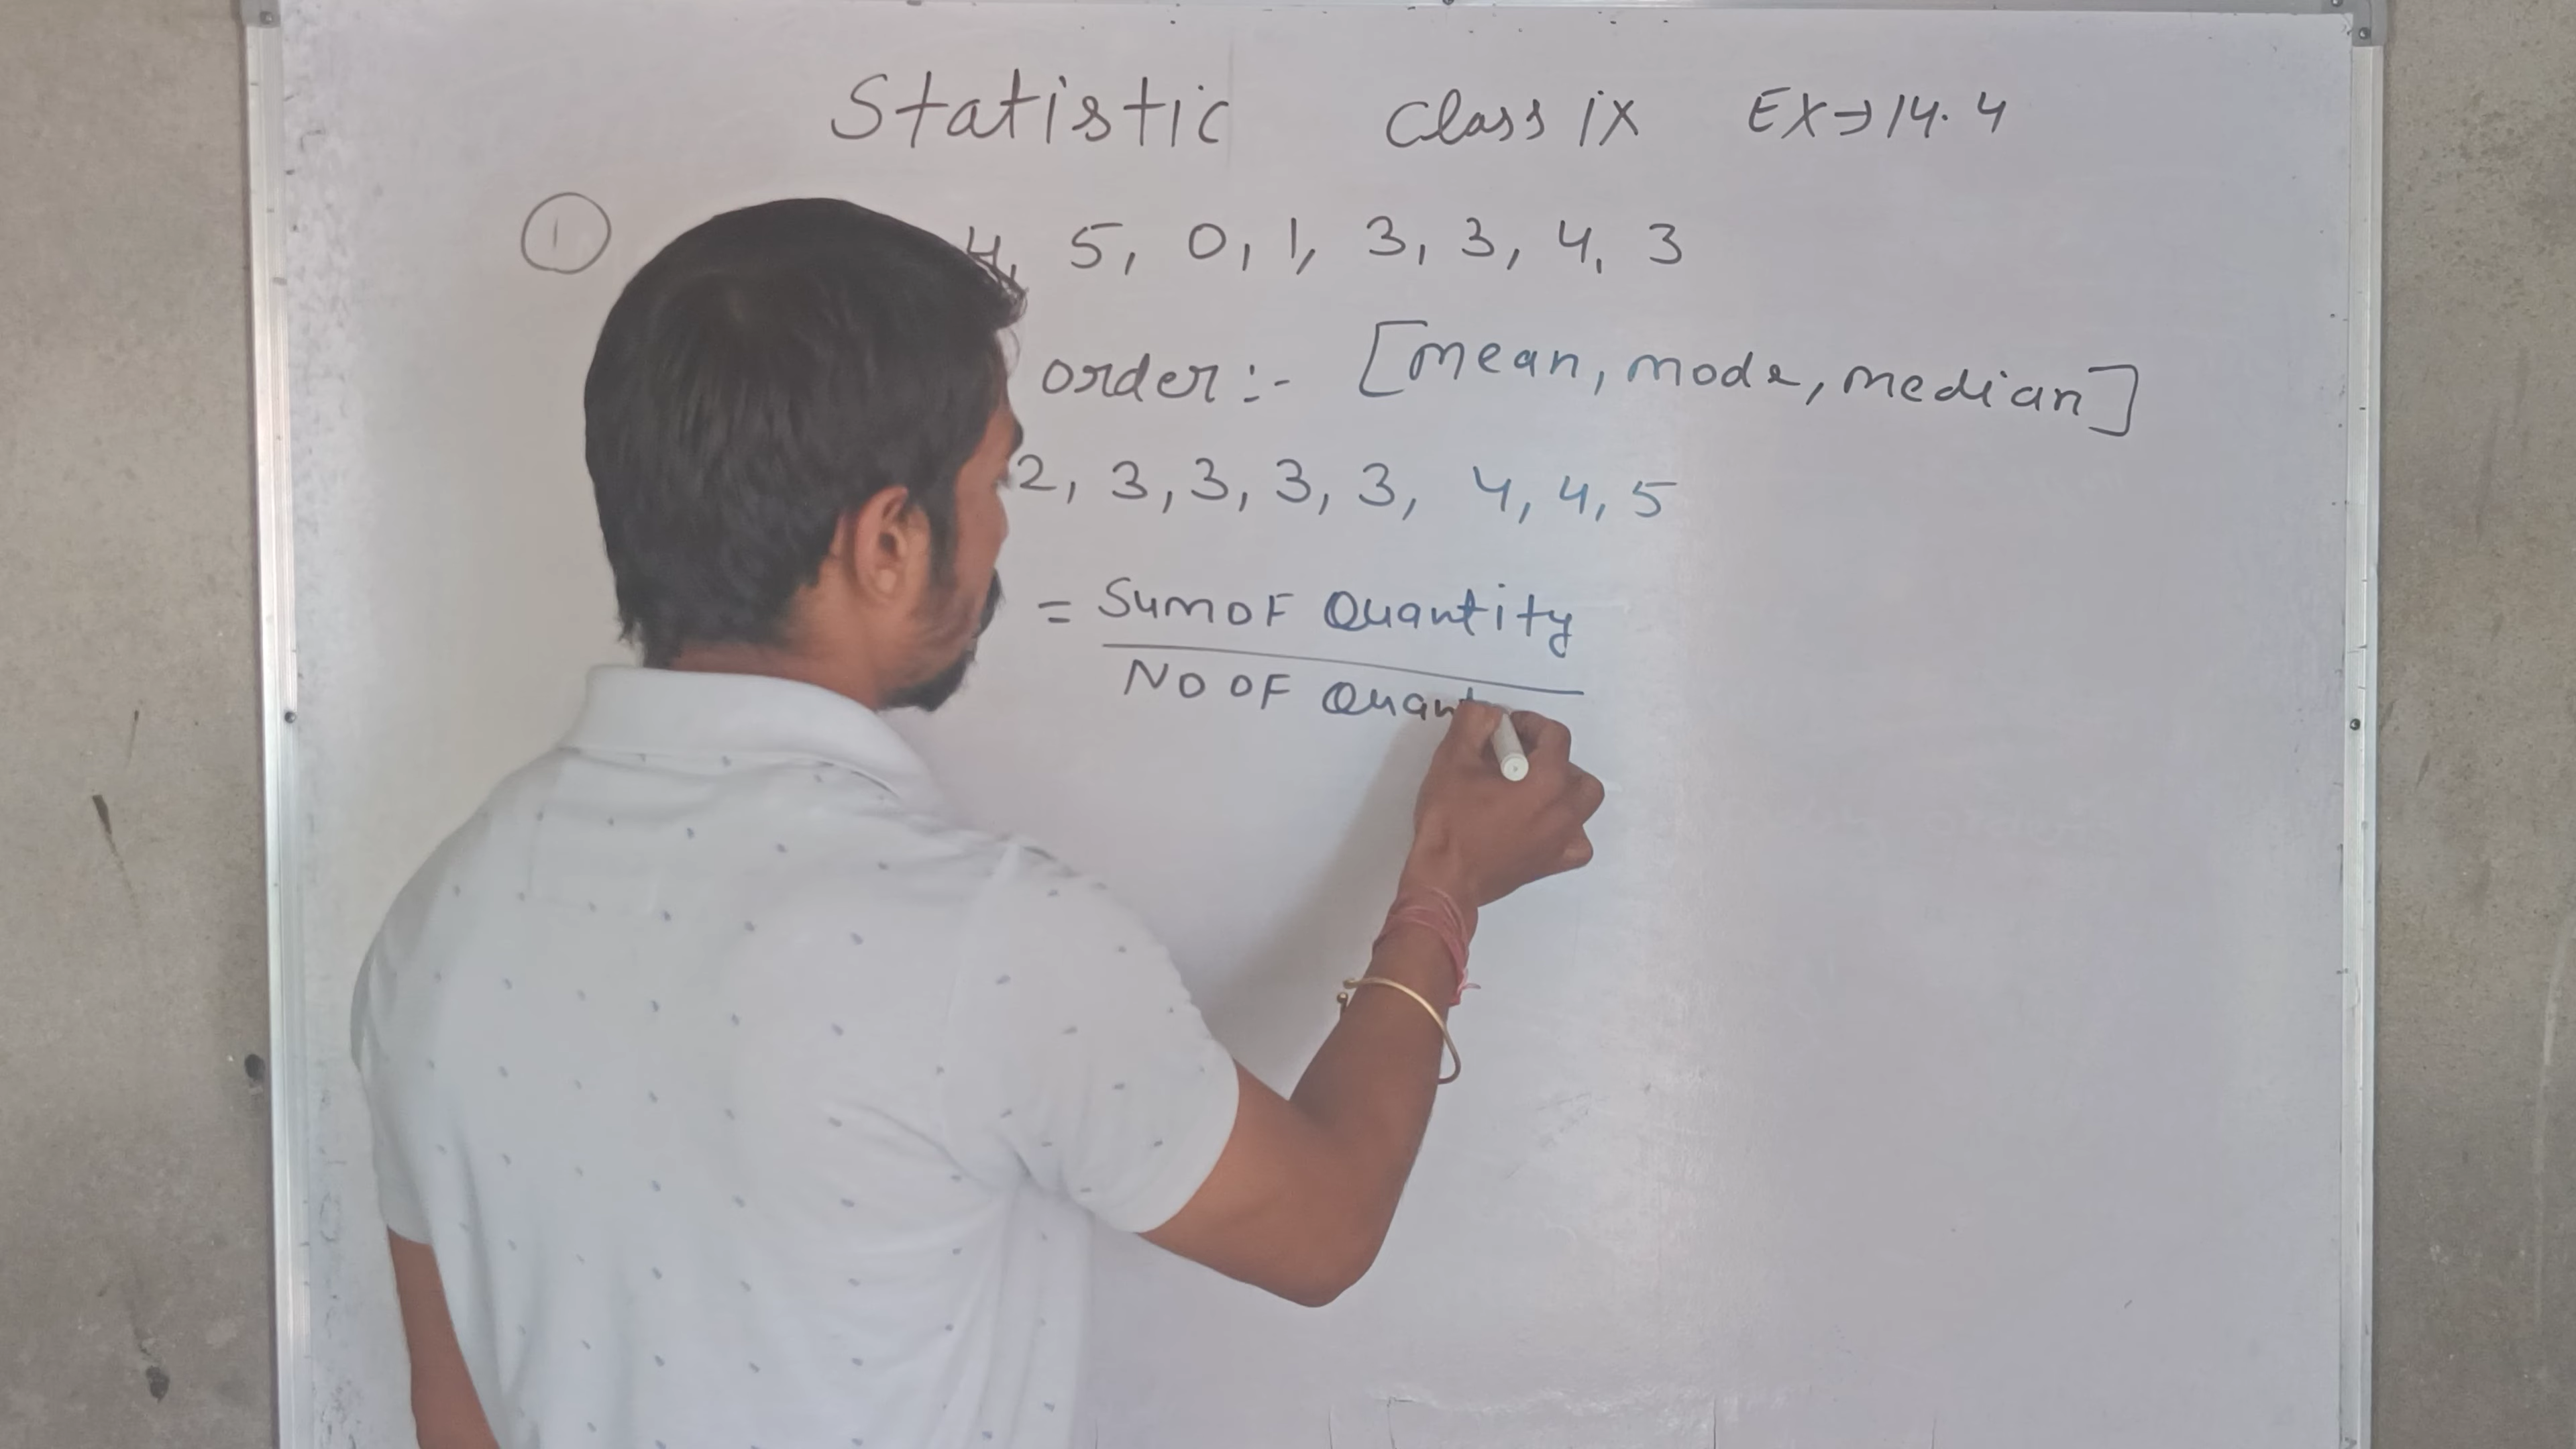 Statistic Class IX EX→14.4
① 4, 5, 0, 1, 3, 3, 4, 3
order:- [mean, mode, median]
2, 3, 3, 3, 3, 4, 4, 5
= Sum OF Quantity
No OF Quant